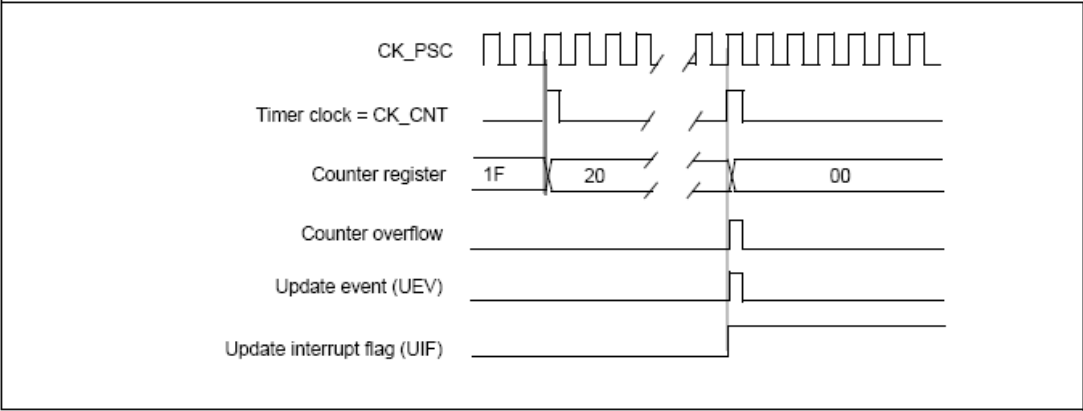 CK_PSC
Timer clock = CK_CNT
Counter register 1F 20 00
Counter overflow
Update event (UEV)
Update interrupt flag (UIF)